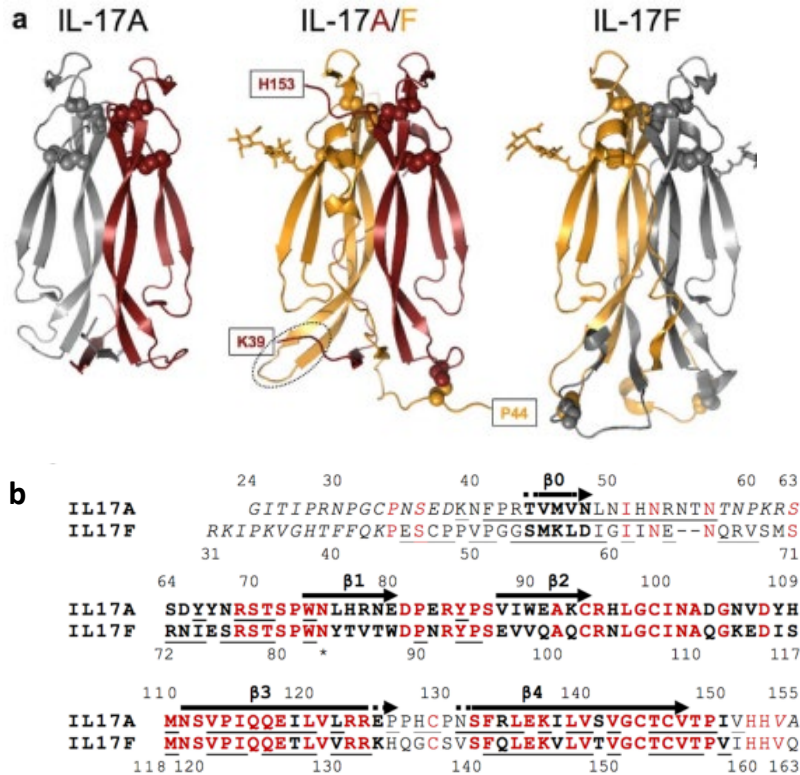 a IL-17A IL-17A/F IL-17F
H153
K39
P44
b
24 30 40 β0 50 60 63
IL17A GITIPRNPGCPNSEDKNFPRTVMVNLNIHNRNTNTNPKRS
IL17F RKIPKVGHTFFQKPESCPPVPGGSMKLDIGIINE--NQRVSMS
31 40 50 60 71
64 70 β1 80 90 β2 100 109
IL17A SDYYNRSTSPWNLHRNEDPERYPSVIWEAKCRHLGCINADGNVDYH
IL17F RNIESRSTSPWNYTVTWDPNRYPSEVVQAQCRNLGCINAQGKEDIS
72 80 * 90 100 110 117
110 β3 120 130 β4 140 150 155
IL17A MNSVPIQQEILVLRREPPHCPNSFRLEKILVSVGCTCVTPIVHHVA
IL17F MNSVPIQQETLVVRRKHQGCSVSFQLEKVLVTVGCTCVTPVIHHVQ
118 120 130 140 150 160 163